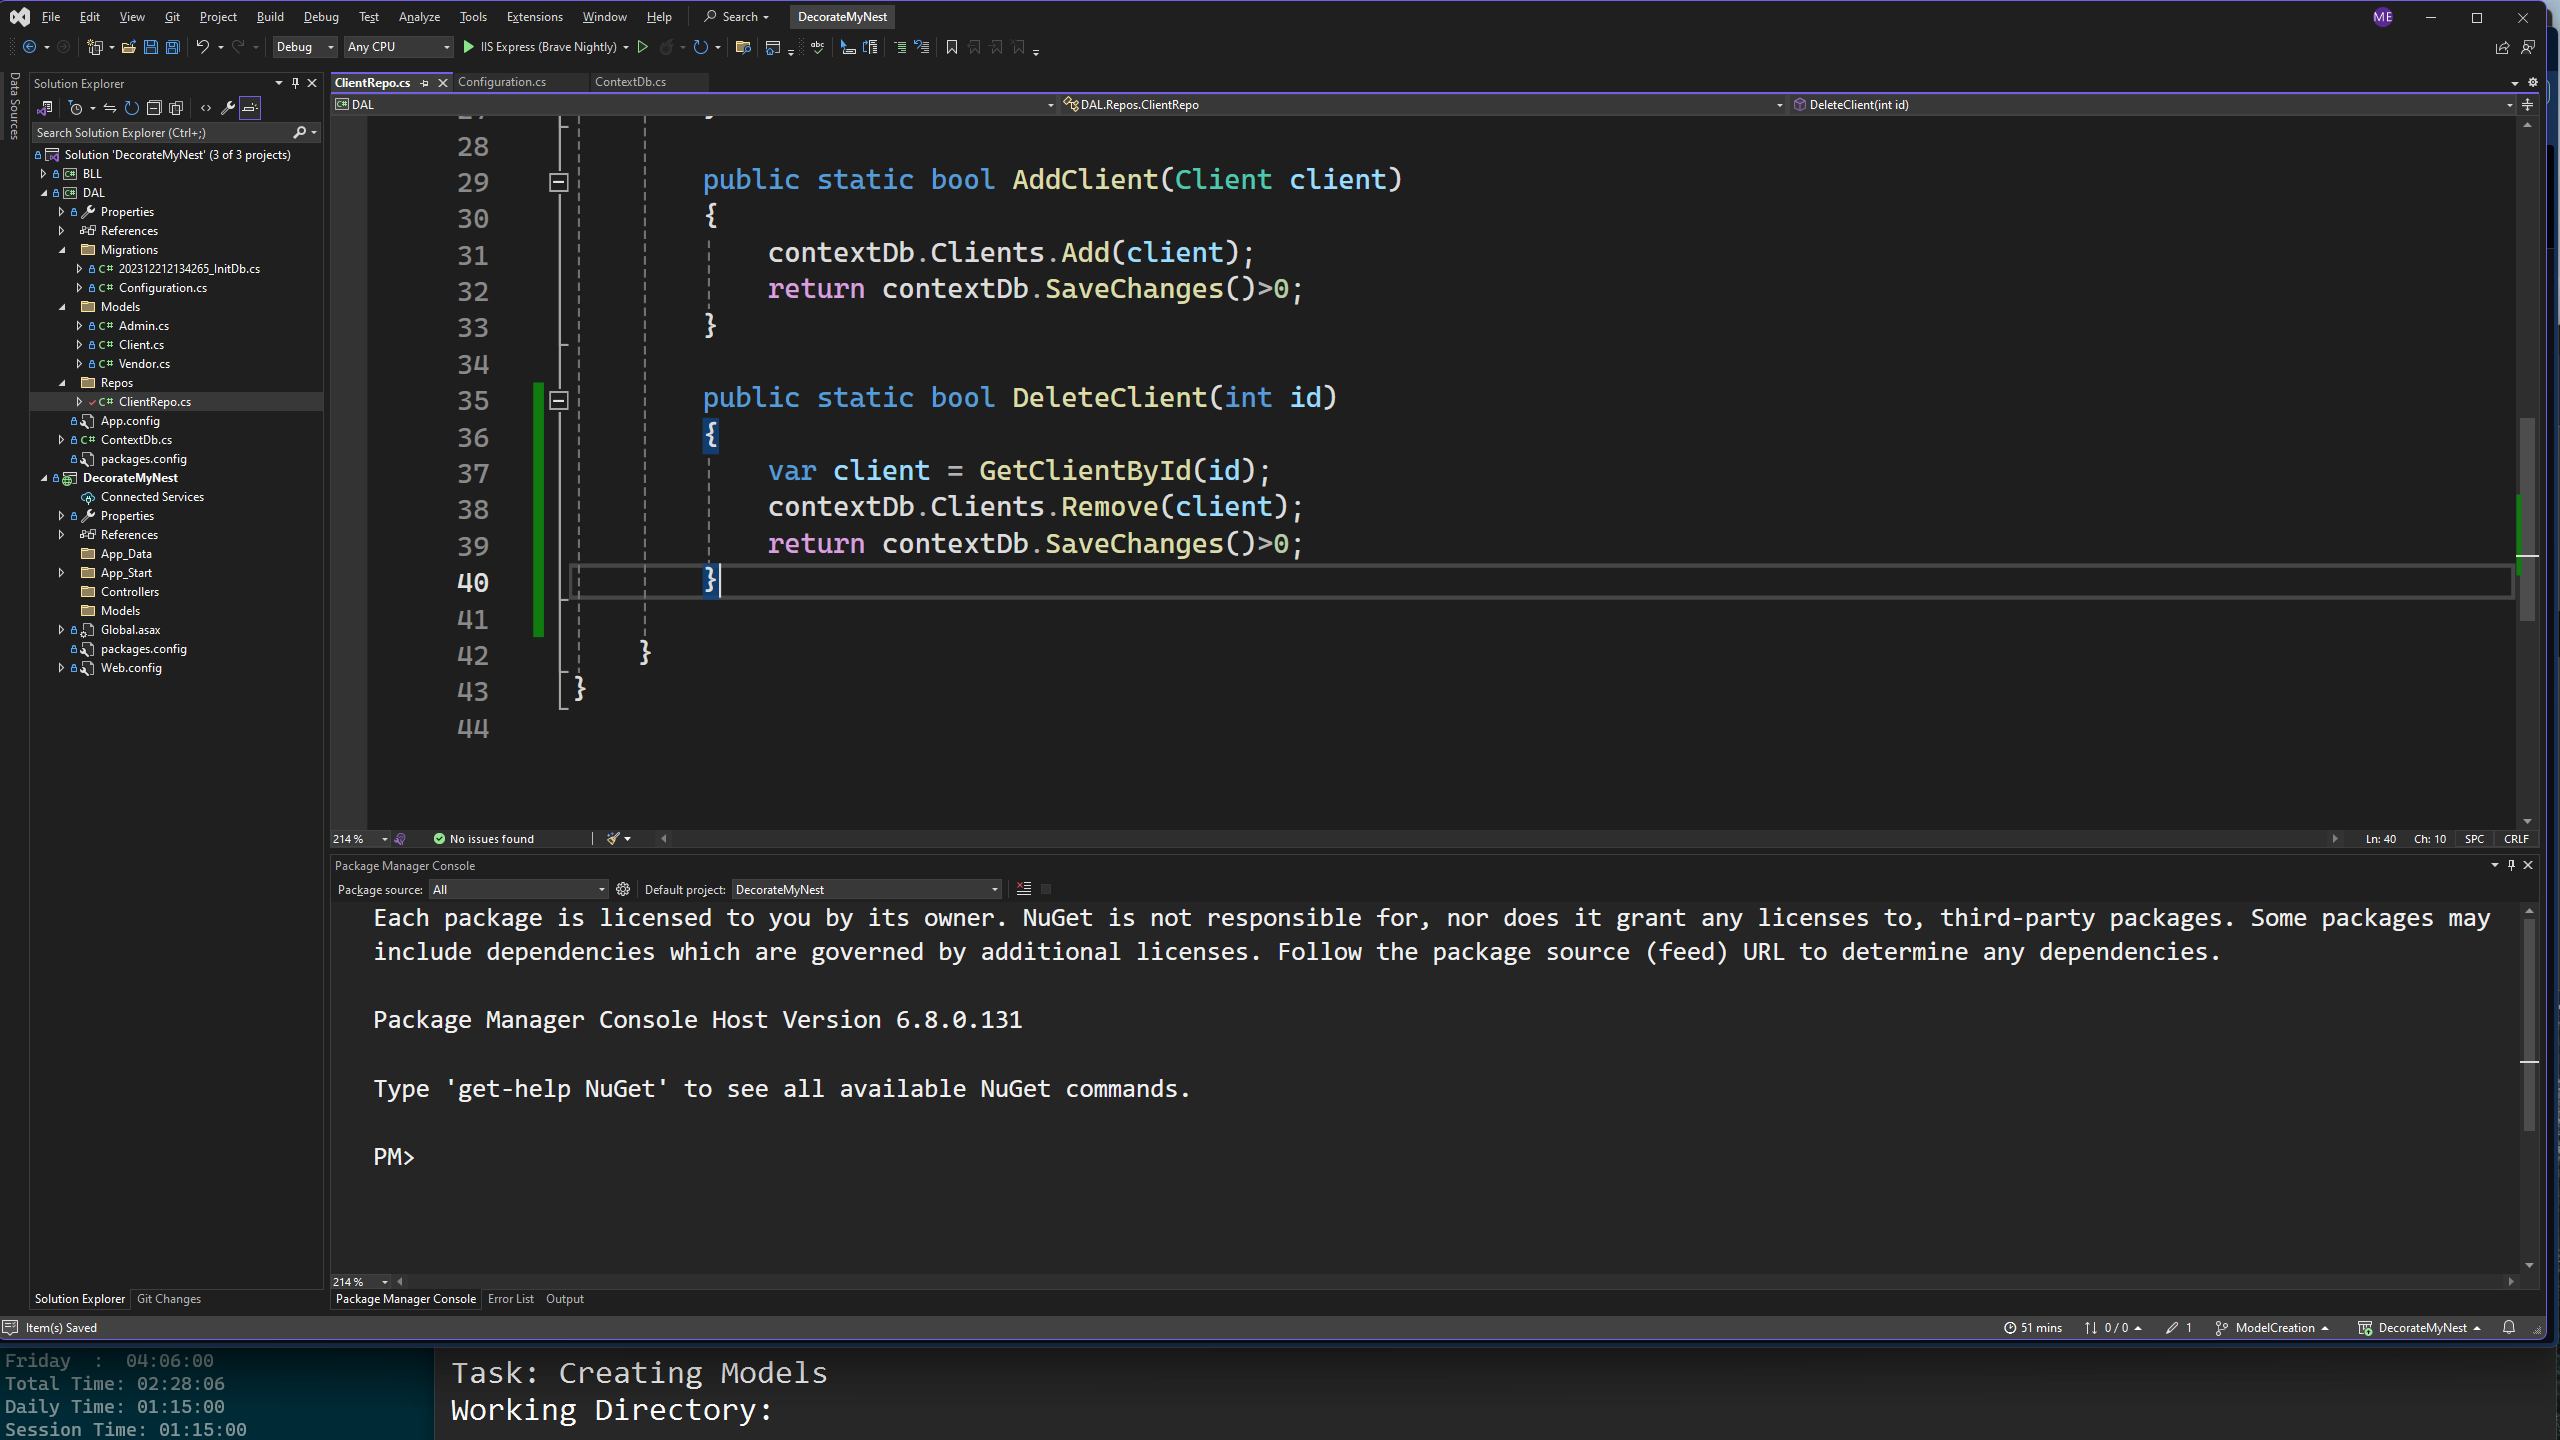 File Edit View Git Project Build Debug Test Analyze Tools Extensions Window Help Search DecorateMyNest ME
Debug Any CPU IIS Express (Brave Nightly)
Data Sources
Solution Explorer
Search Solution Explorer (Ctrl+;)
Solution 'DecorateMyNest' (3 of 3 projects)
BLL
DAL
Properties
References
Migrations
202312212134265_InitDb.cs
Configuration.cs
Models
Admin.cs
Client.cs
Vendor.cs
Repos
ClientRepo.cs
App.config
ContextDb.cs
packages.config
DecorateMyNest
Connected Services
Properties
References
App_Data
App_Start
Controllers
Models
Global.asax
packages.config
Web.config
Solution Explorer Git Changes
ClientRepo.cs Configuration.cs ContextDb.cs
DAL DAL.Repos.ClientRepo DeleteClient(int id)
28
29 public static bool AddClient(Client client)
30 {
31 contextDb.Clients.Add(client);
32 return contextDb.SaveChanges()>0;
33 }
34
35 public static bool DeleteClient(int id)
36 {
37 var client = GetClientById(id);
38 contextDb.Clients.Remove(client);
39 return contextDb.SaveChanges()>0;
40 }
41
42 }
43 }
44
214 % No issues found Ln: 40 Ch: 10 SPC CRLF
Package Manager Console
Package source: All Default project: DecorateMyNest
Each package is licensed to you by its owner. NuGet is not responsible for, nor does it grant any licenses to, third-party packages. Some packages may
include dependencies which are governed by additional licenses. Follow the package source (feed) URL to determine any dependencies.
Package Manager Console Host Version 6.8.0.131
Type 'get-help NuGet' to see all available NuGet commands.
PM>
214 %
Package Manager Console Error List Output
Item(s) Saved 51 mins 0 / 0 1 ModelCreation DecorateMyNest
Friday : 04:06:00
Total Time: 02:28:06
Daily Time: 01:15:00
Session Time: 01:15:00
Task: Creating Models
Working Directory: